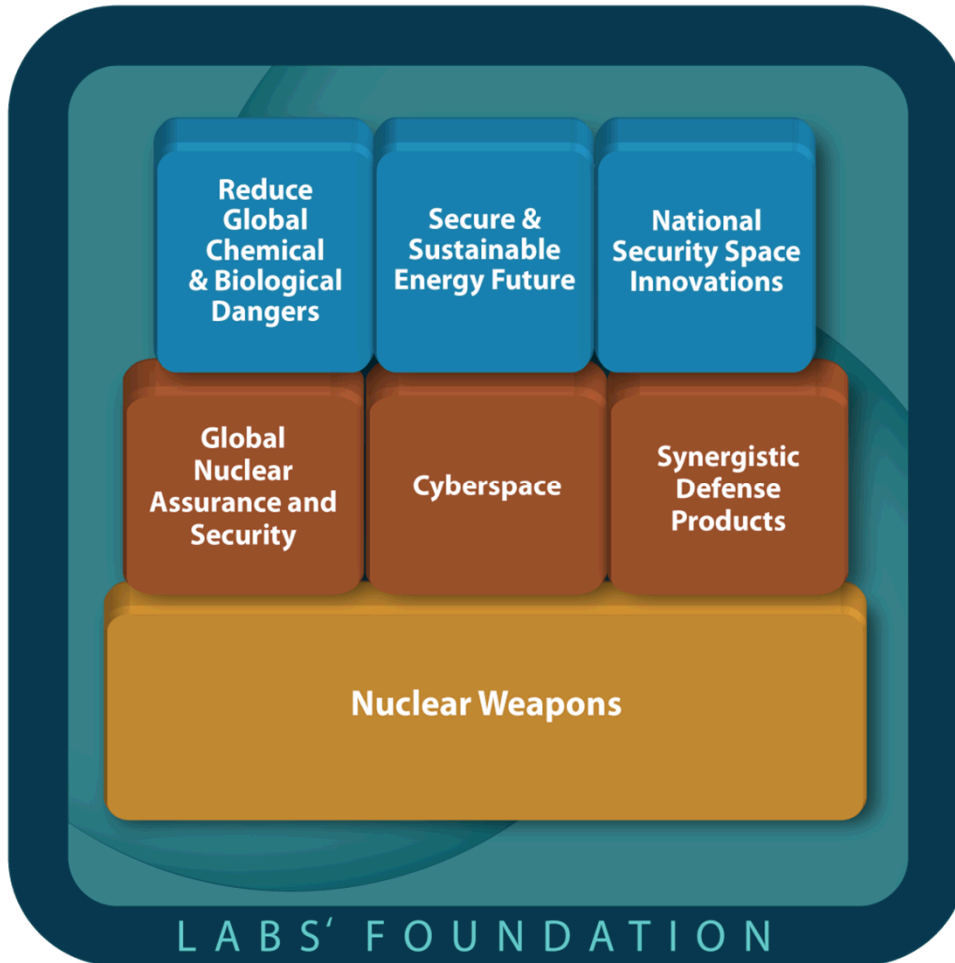 Reduce
Global
Chemical
& Biological
Dangers
Secure &
Sustainable
Energy Future
National
Security Space
Innovations
Global
Nuclear
Assurance and
Security
Cyberspace
Synergistic
Defense
Products
Nuclear Weapons
LABS‘ FOUNDATION